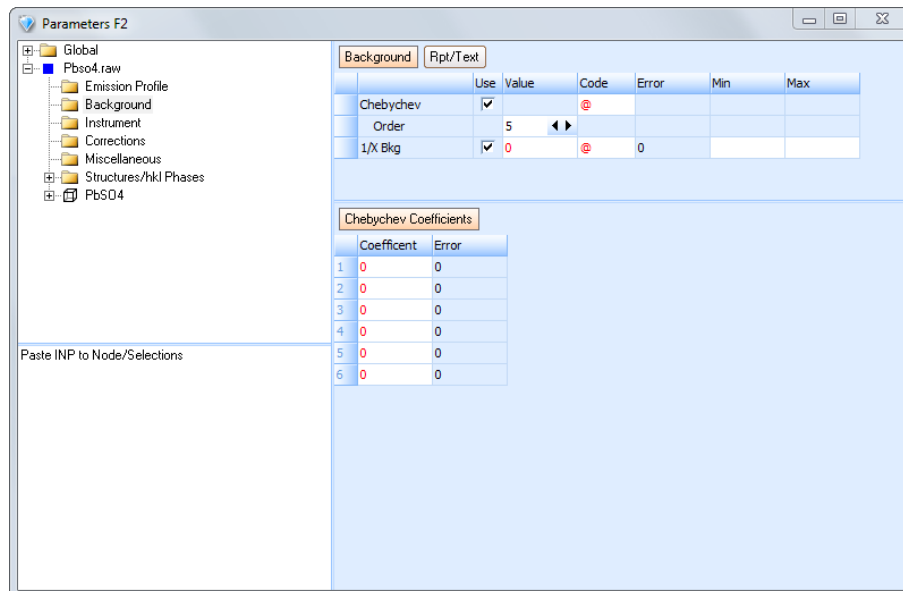 Parameters F2
Global
Pbso4.raw
Emission Profile
Background
Instrument
Corrections
Miscellaneous
Structures/hkl Phases
PbSO4
Paste INP to Node/Selections
Background Rpt/Text
Use Value Code Error Min Max
Chebychev @
Order 5
1/X Bkg 0 @ 0
Chebychev Coefficients
Coefficent Error
1 0 0
2 0 0
3 0 0
4 0 0
5 0 0
6 0 0